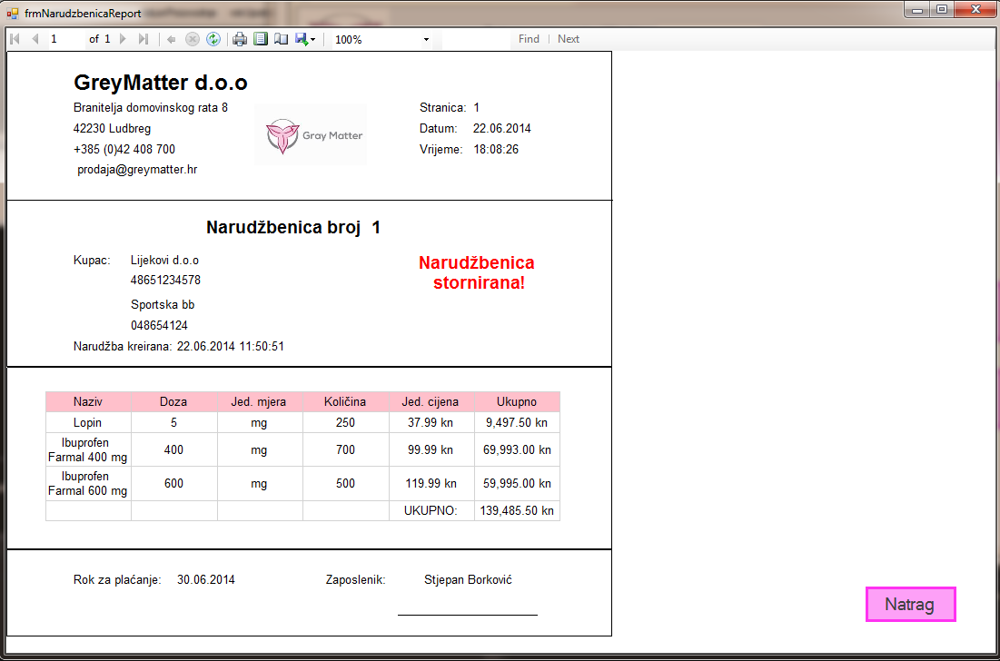 frmNarudzbenicaReport
1 of 1 100% Find | Next
GreyMatter d.o.o
Branitelja domovinskog rata 8
42230 Ludbreg
+385 (0)42 408 700
prodaja@greymatter.hr
Gray Matter
Stranica: 1
Datum: 22.06.2014
Vrijeme: 18:08:26
Narudžbenica broj 1
Kupac: Lijekovi d.o.o
48651234578
Sportska bb
048654124
Narudžba kreirana: 22.06.2014 11:50:51
Narudžbenica
stornirana!
Naziv Doza Jed. mjera Količina Jed. cijena Ukupno
Lopin 5 mg 250 37.99 kn 9,497.50 kn
Ibuprofen
Farmal 400 mg 400 mg 700 99.99 kn 69,993.00 kn
Ibuprofen
Farmal 600 mg 600 mg 500 119.99 kn 59,995.00 kn
UKUPNO: 139,485.50 kn
Rok za plaćanje: 30.06.2014 Zaposlenik: Stjepan Borković
Natrag